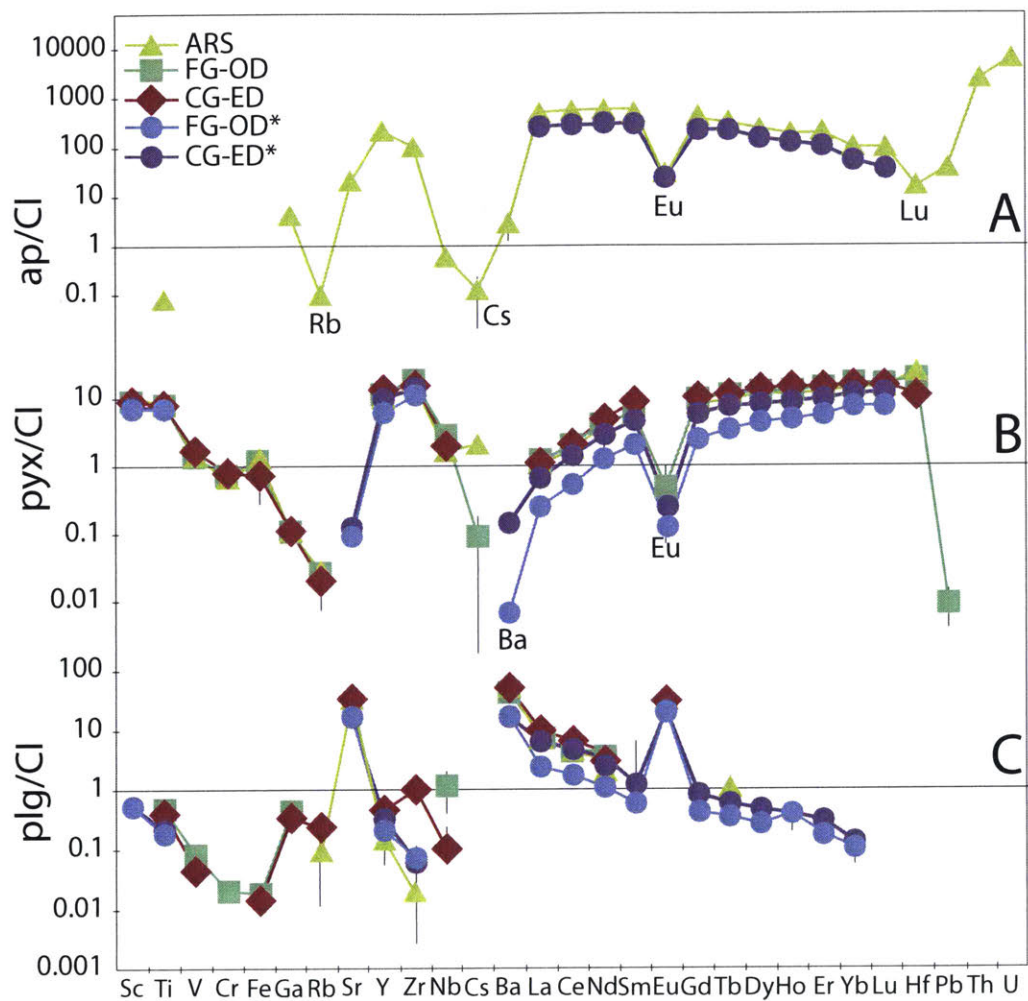 10000
1000
100
10
1
0.1
ap/CI
ARS
FG-OD
CG-ED
FG-OD*
CG-ED*
Rb
Cs
Eu
Lu
A
10
1
0.1
0.01
pyx/CI
Ba
Eu
B
100
10
1
0.1
0.01
0.001
plg/CI
C
Sc Ti V Cr Fe Ga Rb Sr Y Zr Nb Cs Ba La Ce Nd Sm Eu Gd Tb Dy Ho Er Yb Lu Hf Pb Th U